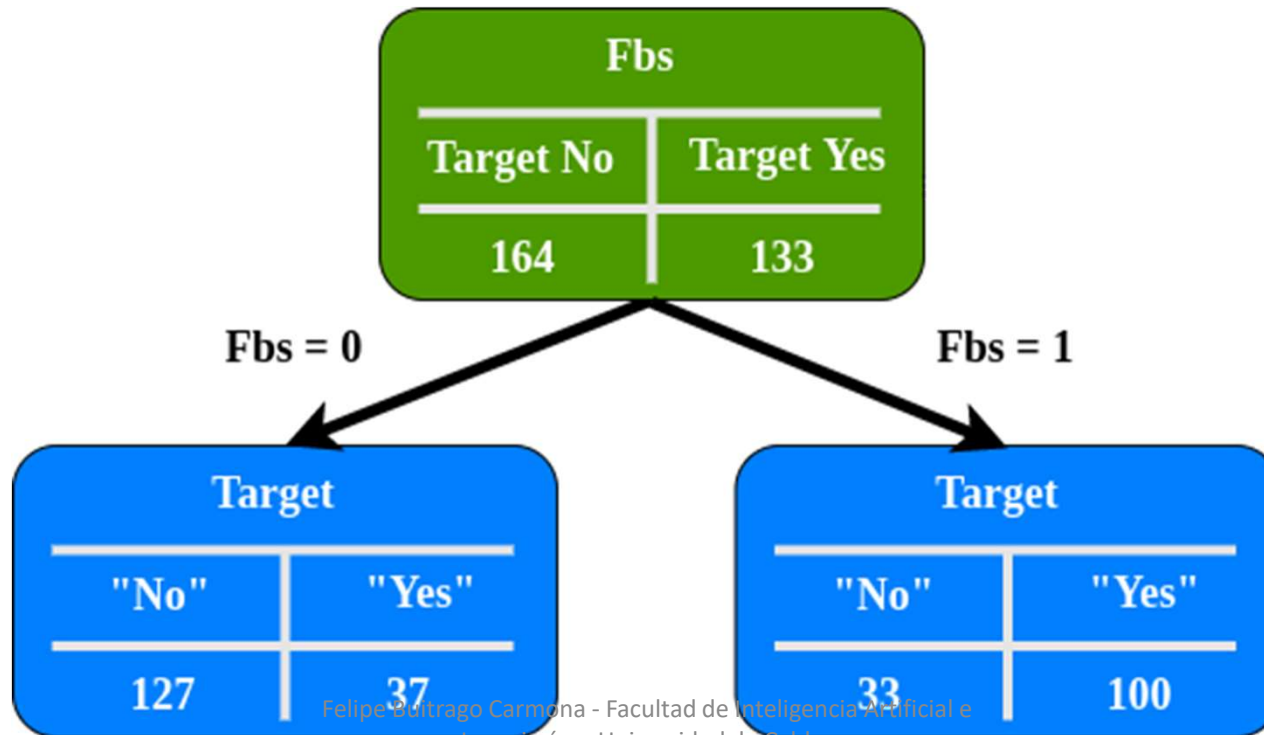 Fbs
Target No Target Yes
164 133
Fbs = 0 Fbs = 1
Target Target
"No" "Yes" "No" "Yes"
127 37 33 100
Felipe Buitrago Carmona - Facultad de Inteligencia Artificial e